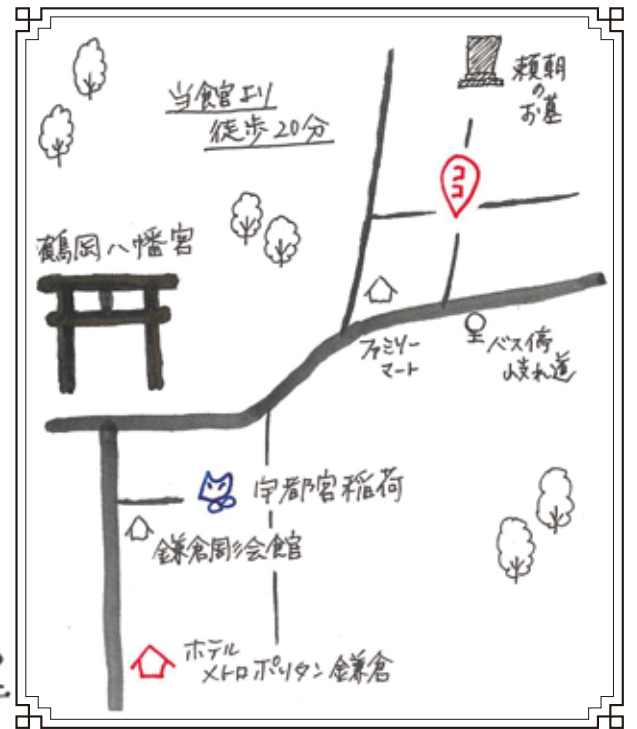 当館より
徒歩20分
頼朝
の
お墓
ココ
鶴岡八幡宮
ファミリー
マート
バス停
岐れ道
宇都宮稲荷
鎌倉彫会館
ホテル
メトロポリタン鎌倉